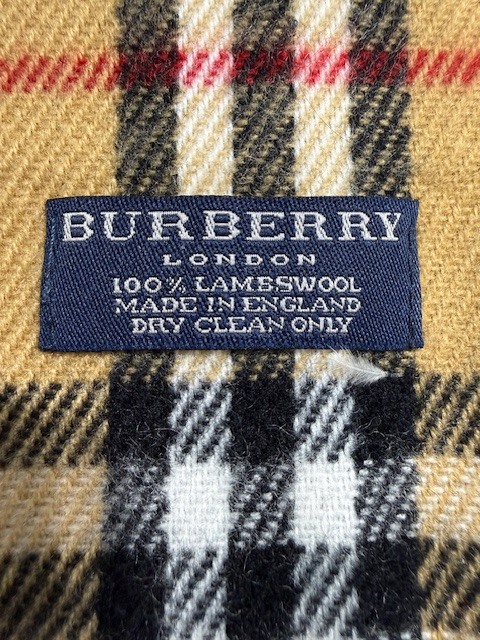 BURBERRY
LONDON
100% LAMBSWOOL
MADE IN ENGLAND
DRY CLEAN ONLY